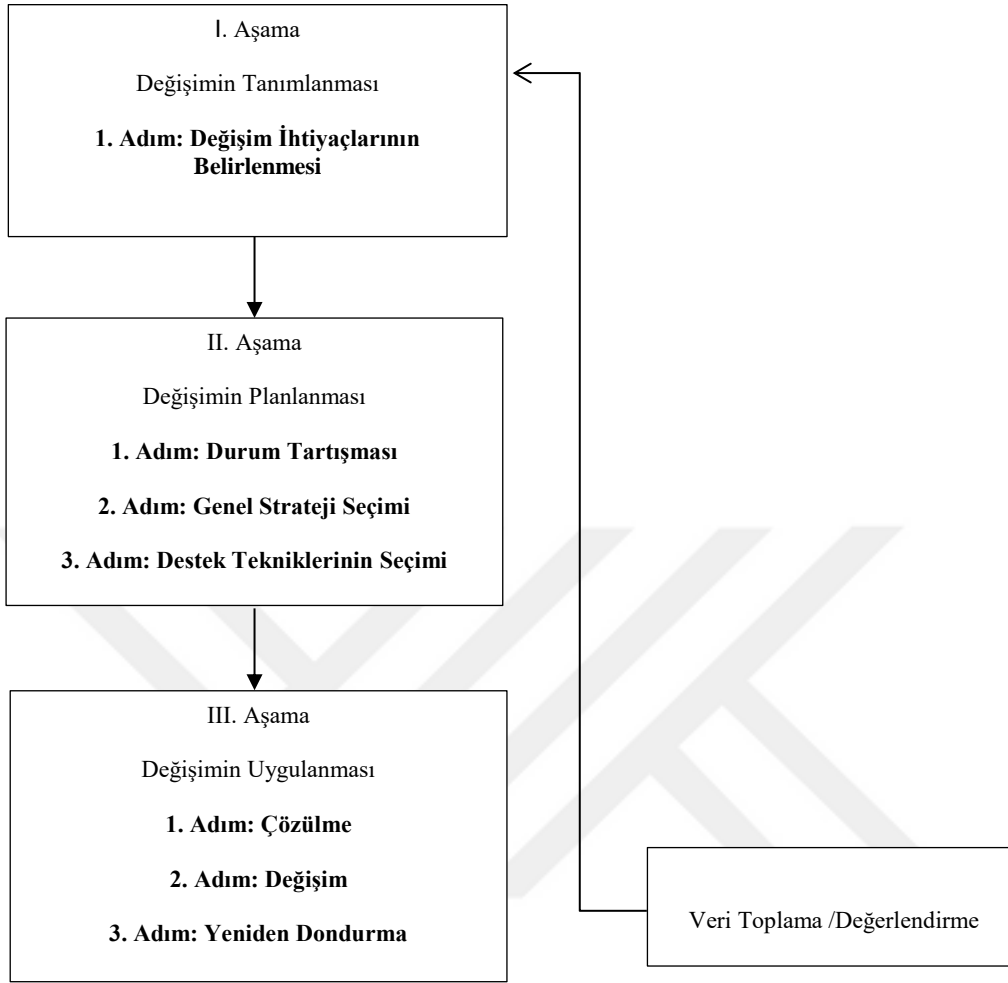 I. Aşama
Değişimin Tanımlanması
1. Adım: Değişim İhtiyaçlarının
Belirlenmesi
II. Aşama
Değişimin Planlanması
1. Adım: Durum Tartışması
2. Adım: Genel Strateji Seçimi
3. Adım: Destek Tekniklerinin Seçimi
III. Aşama
Değişimin Uygulanması
1. Adım: Çözülme
2. Adım: Değişim
3. Adım: Yeniden Dondurma
Veri Toplama /Değerlendirme